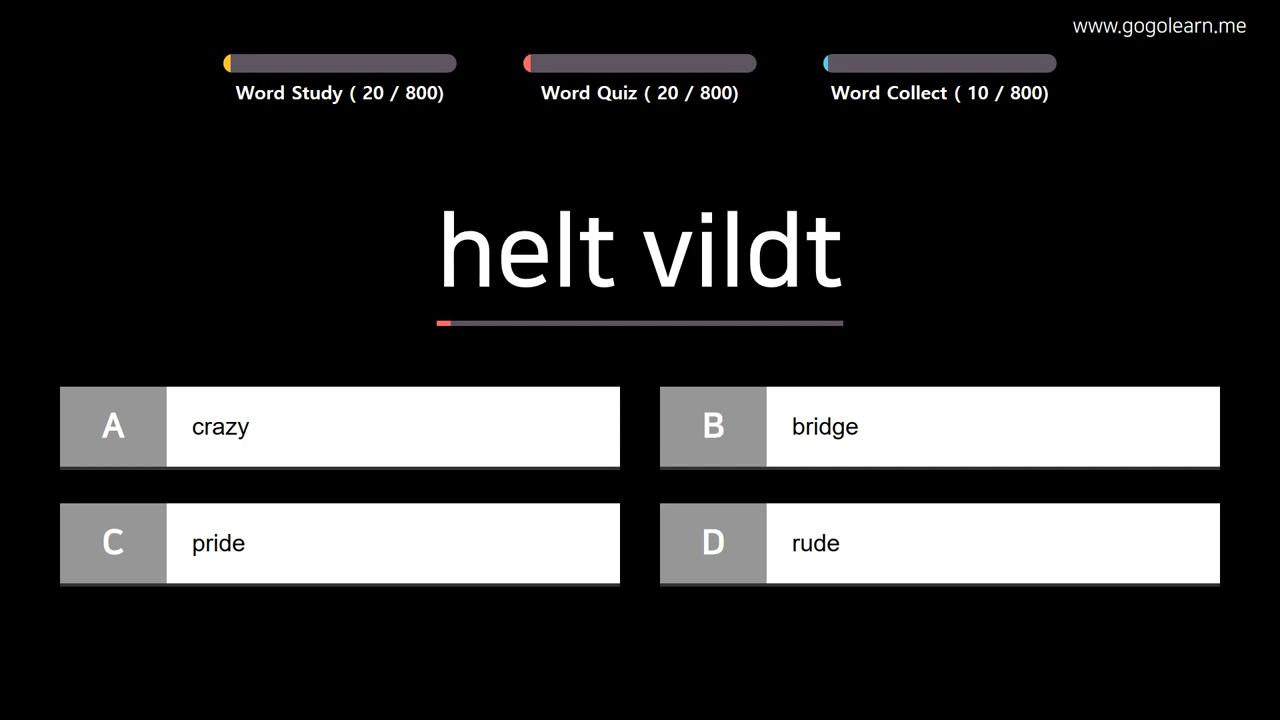 www.gogolearn.me
Word Study ( 20 / 800)
Word Quiz ( 20 / 800)
Word Collect ( 10 / 800)
helt vildt
A
crazy
B
bridge
C
pride
D
rude